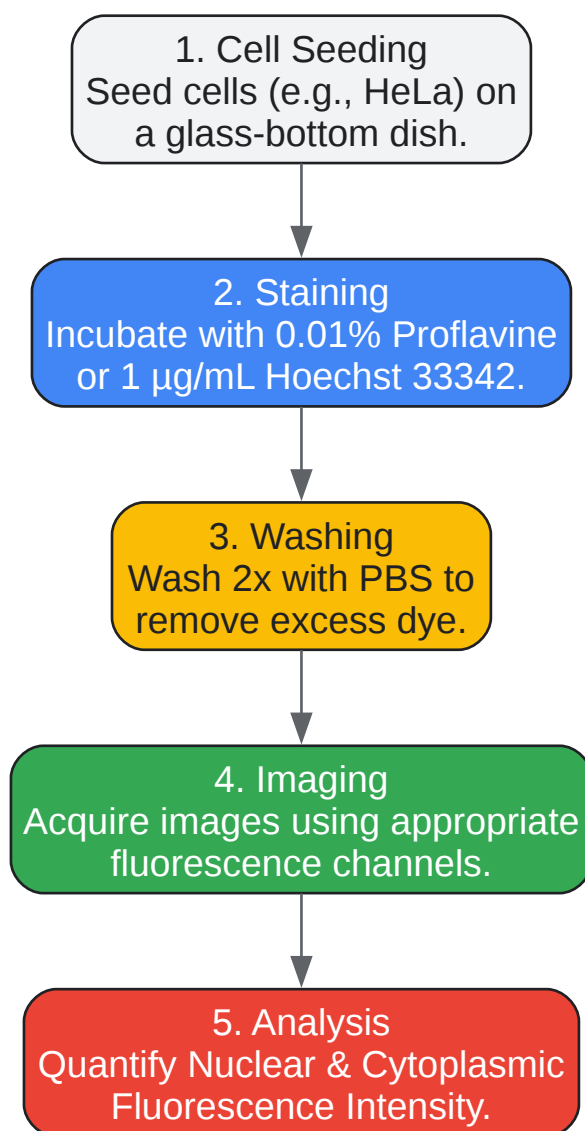 1. Cell Seeding
Seed cells (e.g., HeLa) on
a glass-bottom dish.
2. Staining
Incubate with 0.01% Proflavine
or 1 µg/mL Hoechst 33342.
3. Washing
Wash 2x with PBS to
remove excess dye.
4. Imaging
Acquire images using appropriate
fluorescence channels.
5. Analysis
Quantify Nuclear & Cytoplasmic
Fluorescence Intensity.